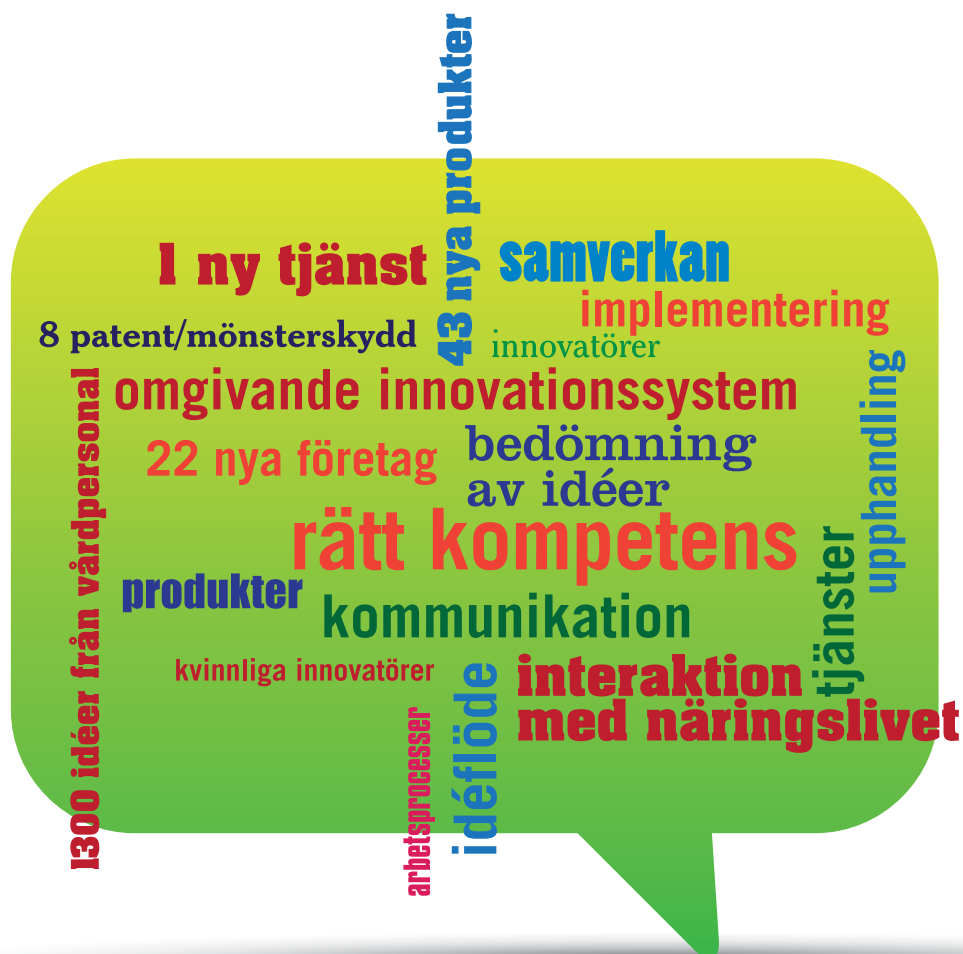 43 nya produkter
1 ny tjänst
samverkan
implementering
8 patent/mönsterskydd
innovatörer
omgivande innovationssystem
upphandling
1300 idéer från vårdpersonal
22 nya företag
bedömning
av idéer
rätt kompetens
tjänster
produkter
kommunikation
kvinnliga innovatörer
idéflöde
interaktion
med näringslivet
arbetsprocesser